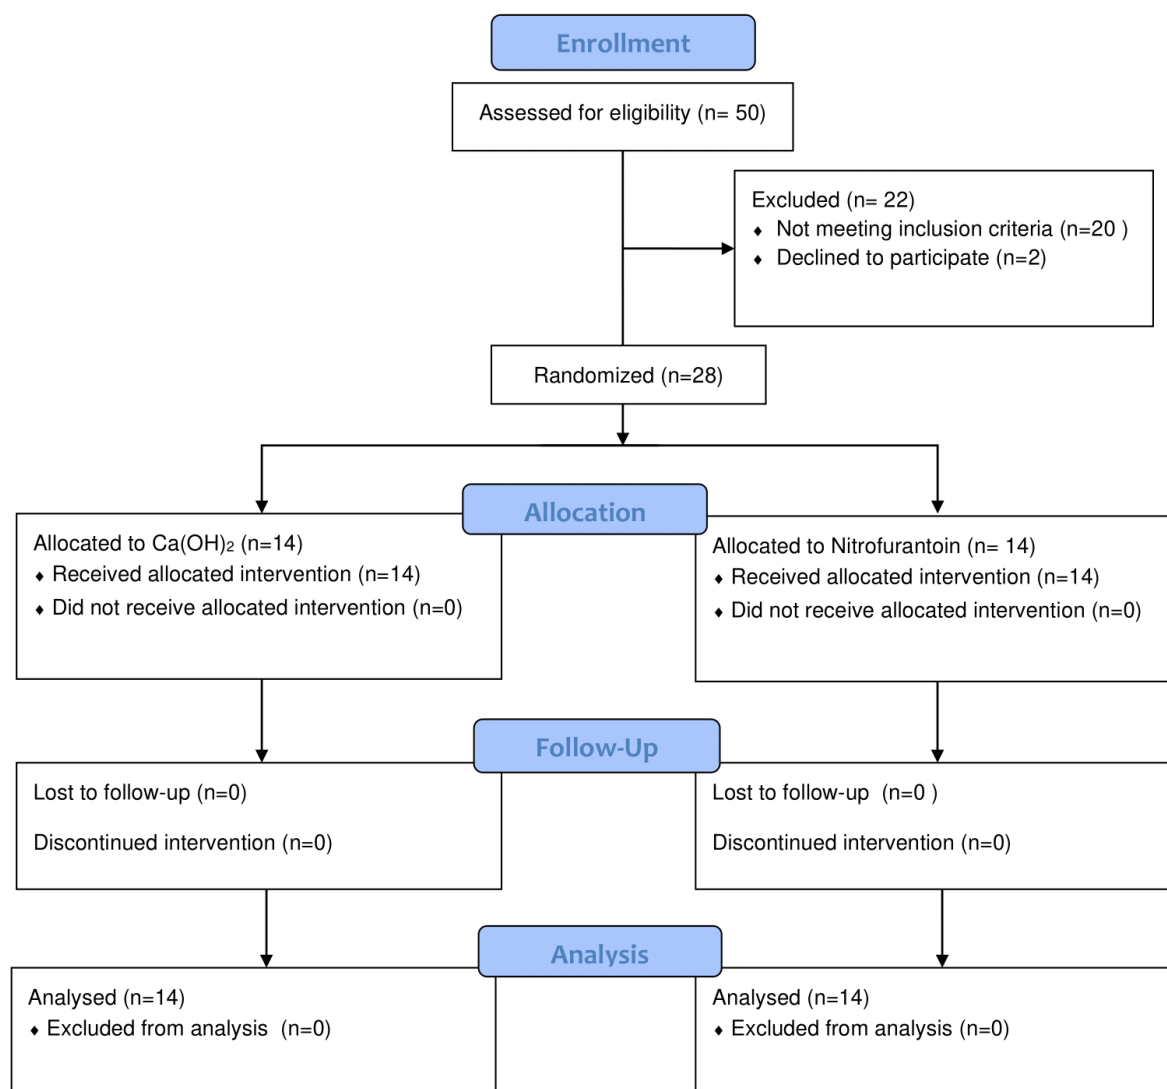 Enrollment
Assessed for eligibility (n= 50)
Excluded (n= 22)
♦ Not meeting inclusion criteria (n=20 )
♦ Declined to participate (n=2)
Randomized (n=28)
Allocation
Allocated to Ca(OH)₂ (n=14)
♦ Received allocated intervention (n=14)
♦ Did not receive allocated intervention (n=0)
Allocated to Nitrofurantoin (n= 14)
♦ Received allocated intervention (n=14)
♦ Did not receive allocated intervention (n=0)
Follow-Up
Lost to follow-up (n=0)
Discontinued intervention (n=0)
Lost to follow-up (n=0 )
Discontinued intervention (n=0)
Analysis
Analysed (n=14)
♦ Excluded from analysis (n=0)
Analysed (n=14)
♦ Excluded from analysis (n=0)